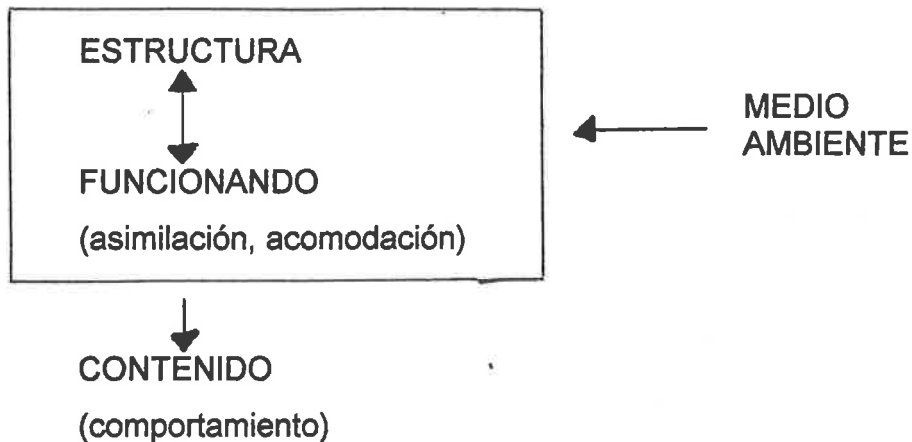 ESTRUCTURA
MEDIO
AMBIENTE
FUNCIONANDO
(asimilación, acomodación)
CONTENIDO
(comportamiento)